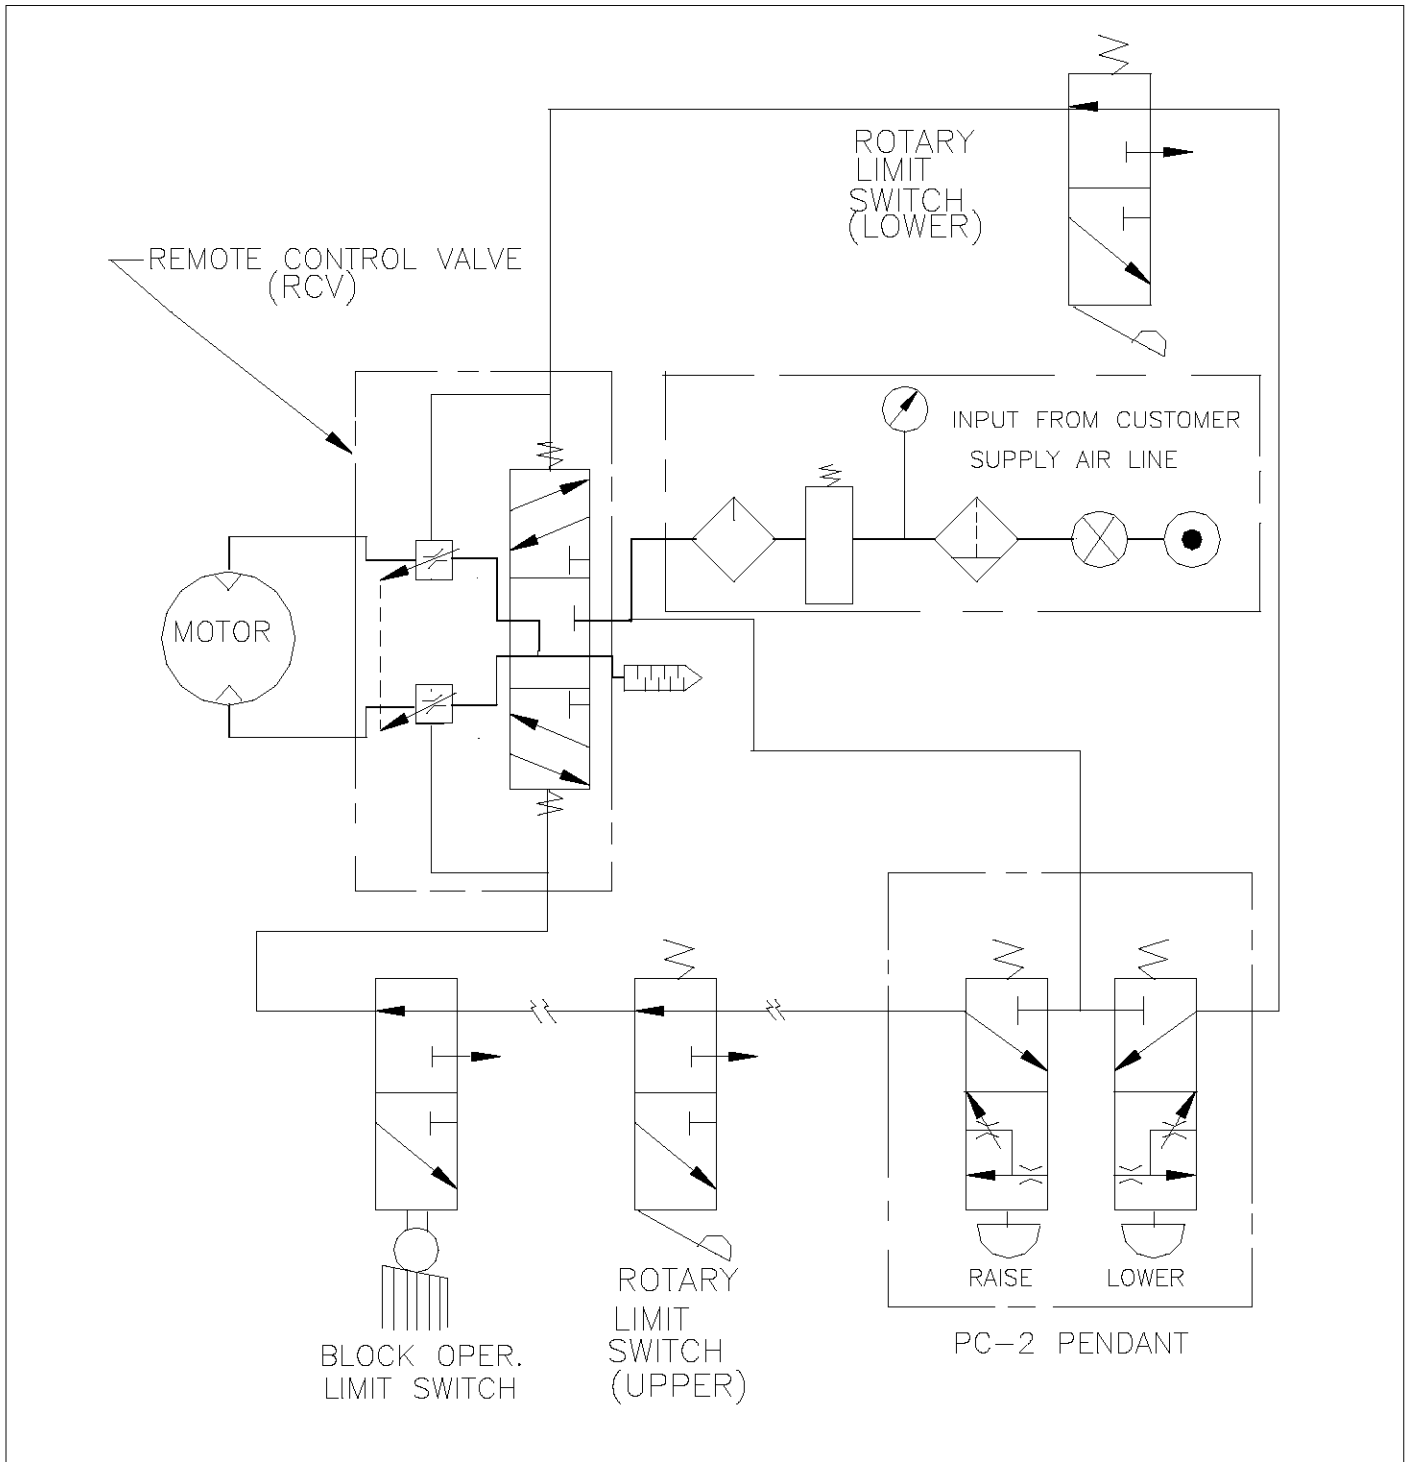 ROTARY
LIMIT
SWITCH
(LOWER)
REMOTE CONTROL VALVE
(RCV)
INPUT FROM CUSTOMER
SUPPLY AIR LINE
MOTOR
RAISE
LOWER
PC-2 PENDANT
ROTARY
LIMIT
SWITCH
(UPPER)
BLOCK OPER.
LIMIT SWITCH